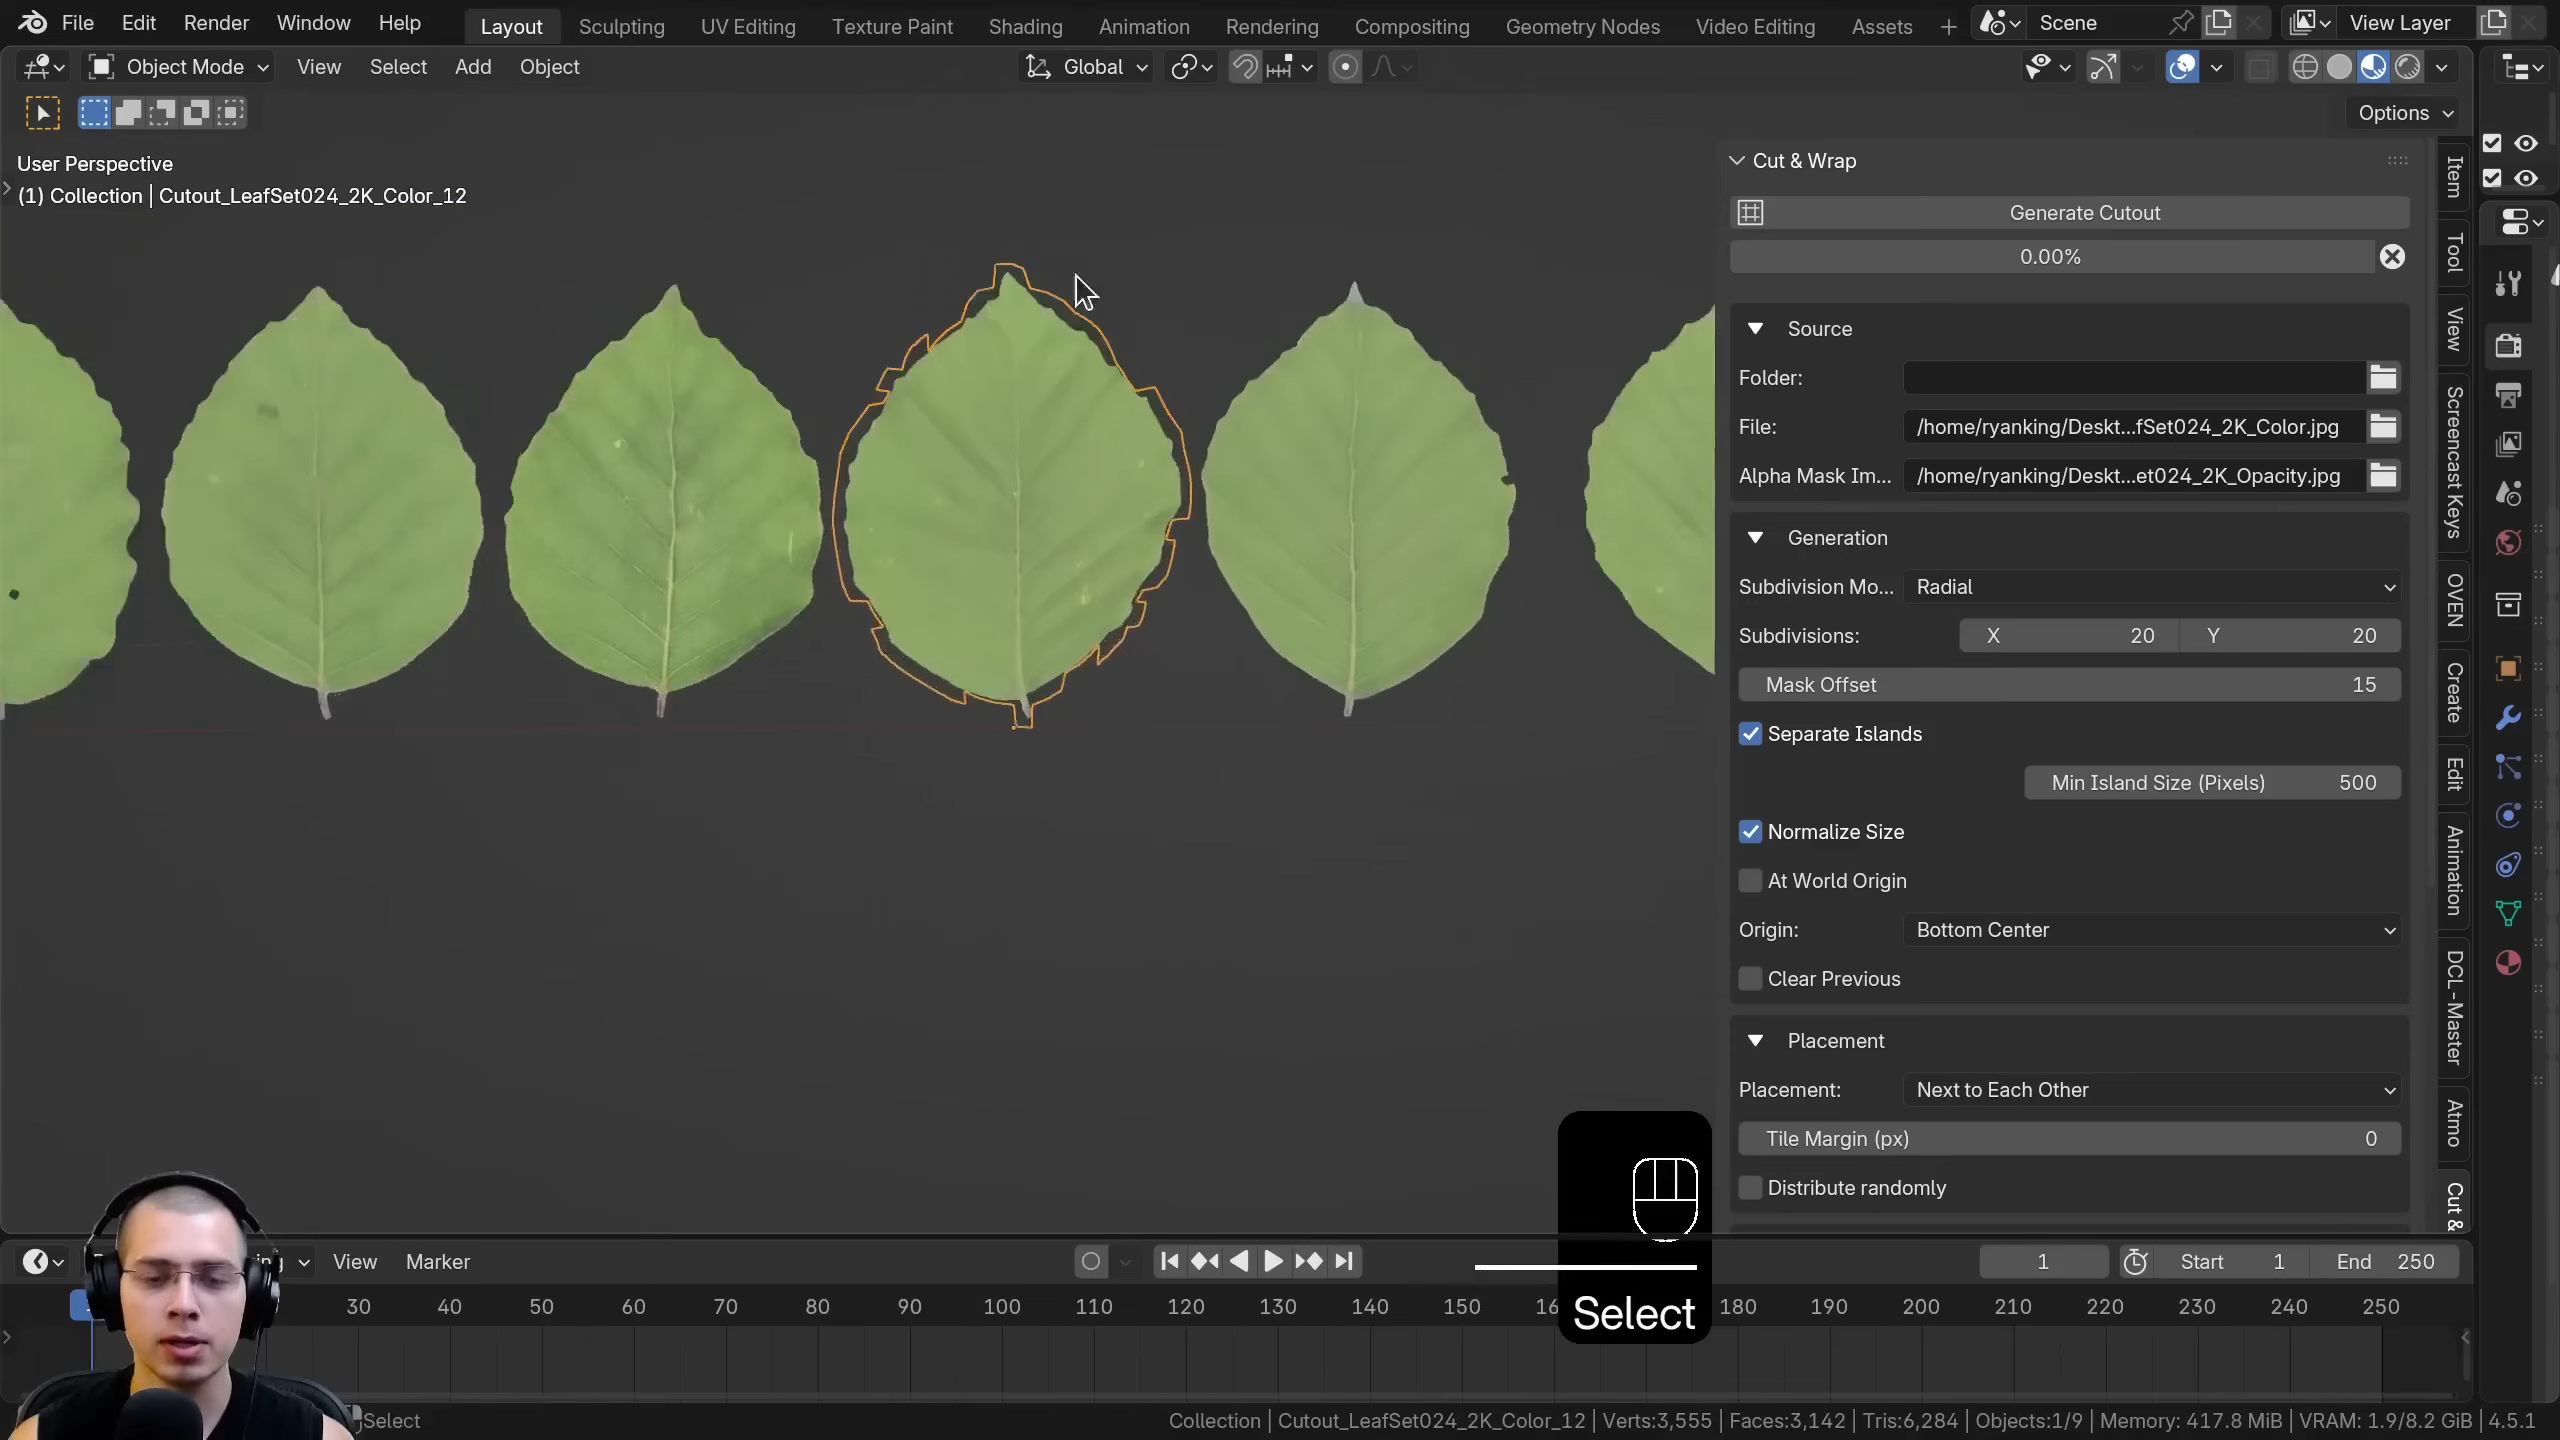 File Edit Render Window Help Layout Sculpting UV Editing Texture Paint Shading Animation Rendering Compositing Geometry Nodes Video Editing Assets + Scene View Layer
Object Mode View Select Add Object Global
Options
User Perspective
(1) Collection | Cutout_LeafSet024_2K_Color_12
Cut & Wrap
Generate Cutout
0.00%
Source
Folder:
File: /home/ryanking/Deskt...fSet024_2K_Color.jpg
Alpha Mask Im... /home/ryanking/Deskt...et024_2K_Opacity.jpg
Generation
Subdivision Mo... Radial
Subdivisions: X 20 Y 20
Mask Offset 15
Separate Islands
Min Island Size (Pixels) 500
Normalize Size
At World Origin
Origin: Bottom Center
Clear Previous
Placement
Placement: Next to Each Other
Tile Margin (px) 0
Distribute randomly
Item
Tool
View
Screencast Keys
OVEN
Create
Edit
Animation
DCL-Master
Atmo
Cut &
Select
View Marker 1 Start 1 End 250
30 40 50 60 70 80 90 100 110 120 130 140 150 180 190 200 210 220 230 240 250
Select
Collection | Cutout_LeafSet024_2K_Color_12 | Verts:3,555 | Faces:3,142 | Tris:6,284 | Objects:1/9 | Memory: 417.8 MiB | VRAM: 1.9/8.2 GiB | 4.5.1